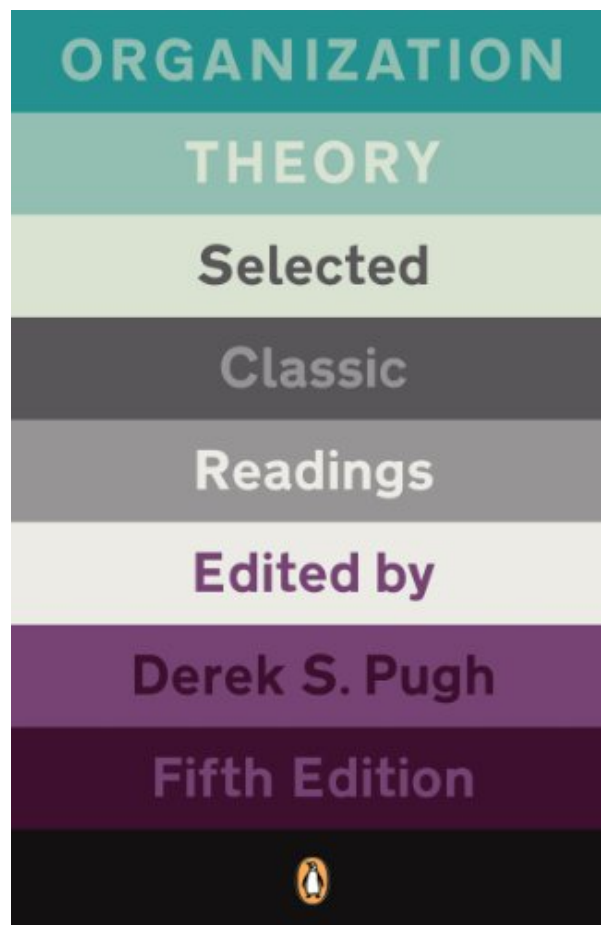 ORGANIZATION
THEORY
Selected
Classic
Readings
Edited by
Derek S. Pugh
Fifth Edition